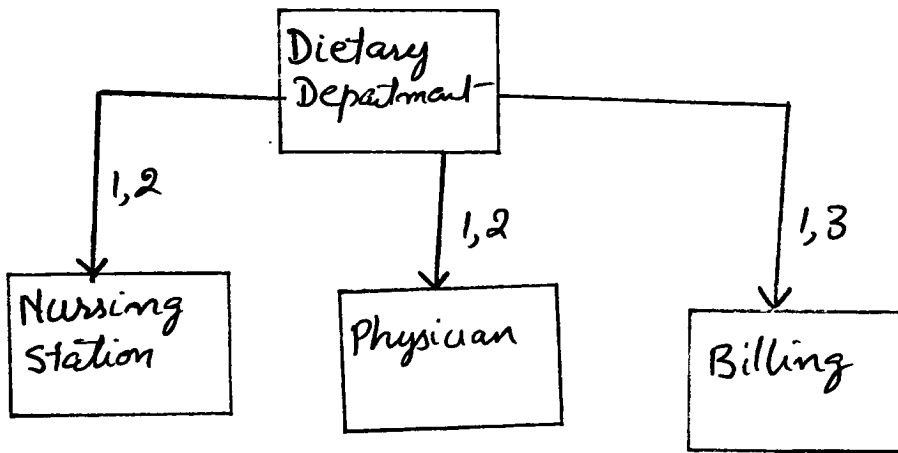 Dietary
Department
1,2
1,2
1,3
Nursing
Station
Physician
Billing